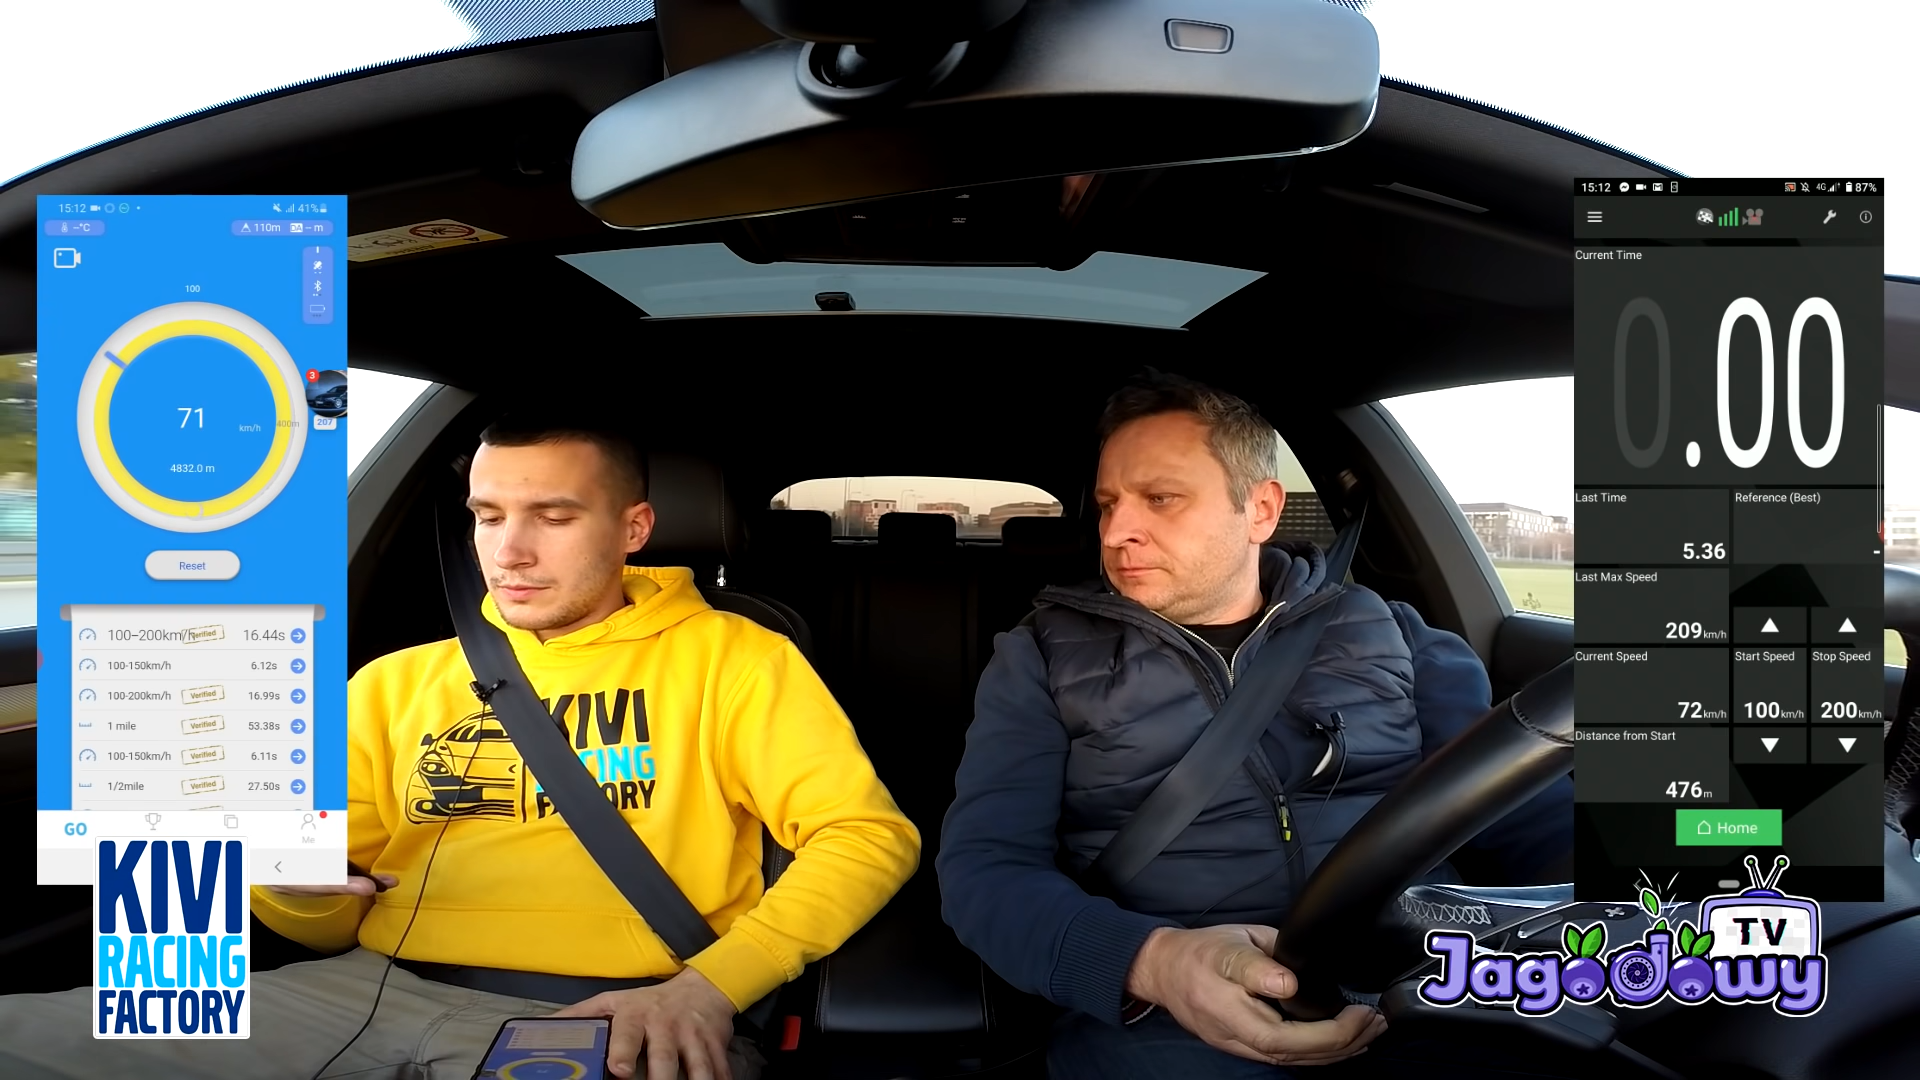 15:12
41%
--°C
110m
DA -- m
100
3
71
km/h
400m
207
4832.0 m
Reset
100-200km/h Verified 16.44s
100-150km/h 6.12s
100-200km/h Verified 16.99s
1 mile Verified 53.38s
100-150km/h Verified 6.11s
1/2mile Verified 27.50s
GO
Me
KIVI
RACING
FACTORY
KIVI
CING
FACTORY
15:12
4G
87%
Current Time
0.00
Last Time
5.36
Reference (Best)
-
Last Max Speed
209km/h
Current Speed
72km/h
Start Speed
100km/h
Stop Speed
200km/h
Distance from Start
476m
Home
TV
Jagodowy